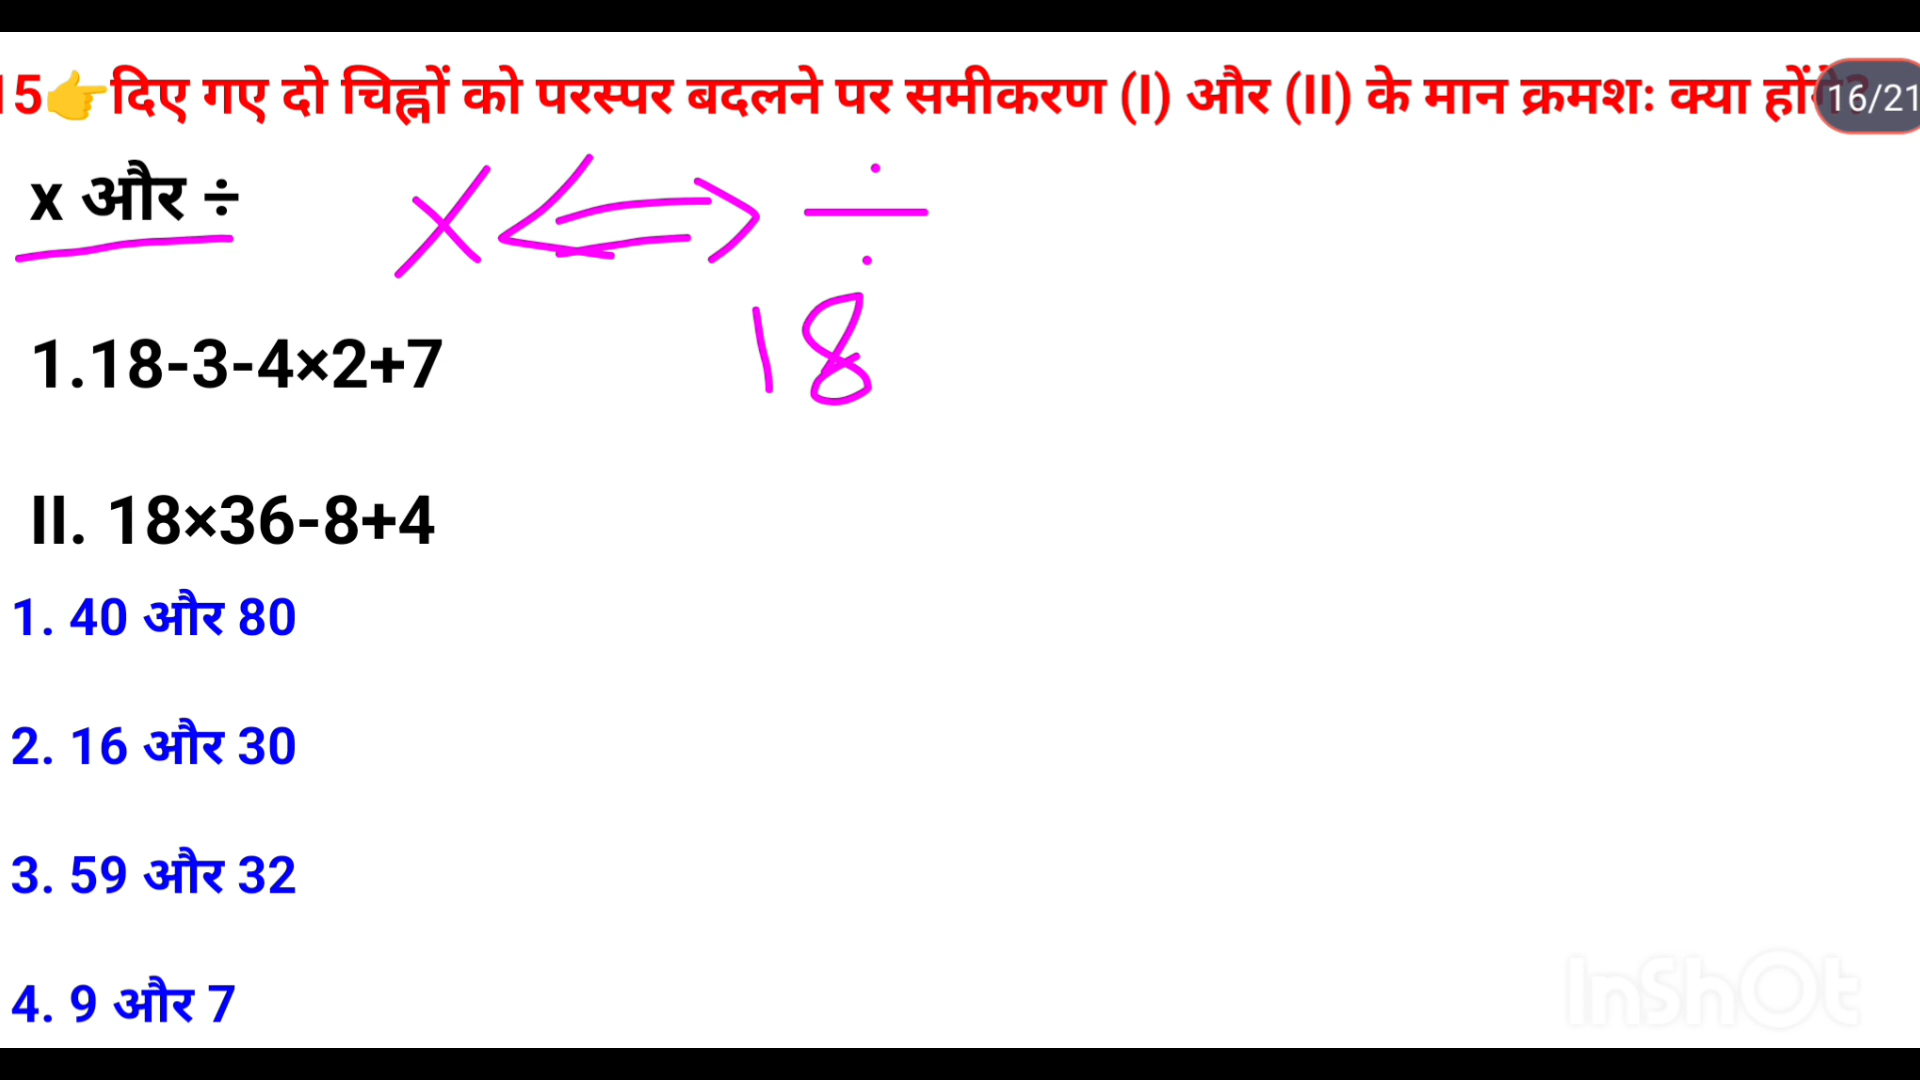 15👉दिए गए दो चिह्नों को परस्पर बदलने पर समीकरण (I) और (II) के मान क्रमशः क्या
16/21
x और ÷
× ÷
18
1.18-3-4×2+7
II. 18×36-8+4
1. 40 और 80
2. 16 और 30
3. 59 और 32
4. 9 और 7
InShOt